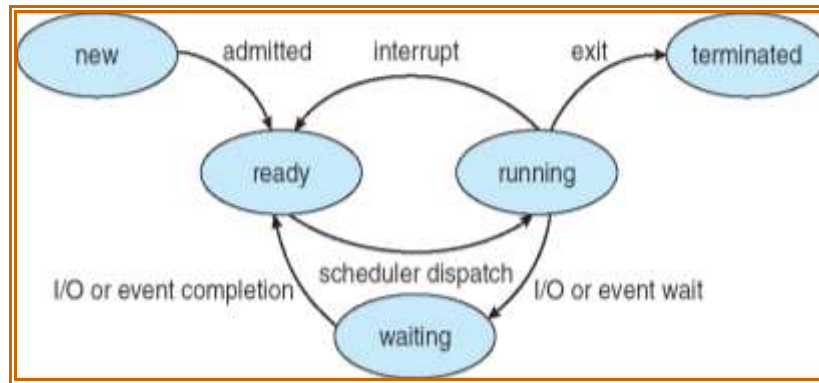 new
admitted
interrupt
exit
terminated
ready
running
scheduler dispatch
I/O or event completion
I/O or event wait
waiting